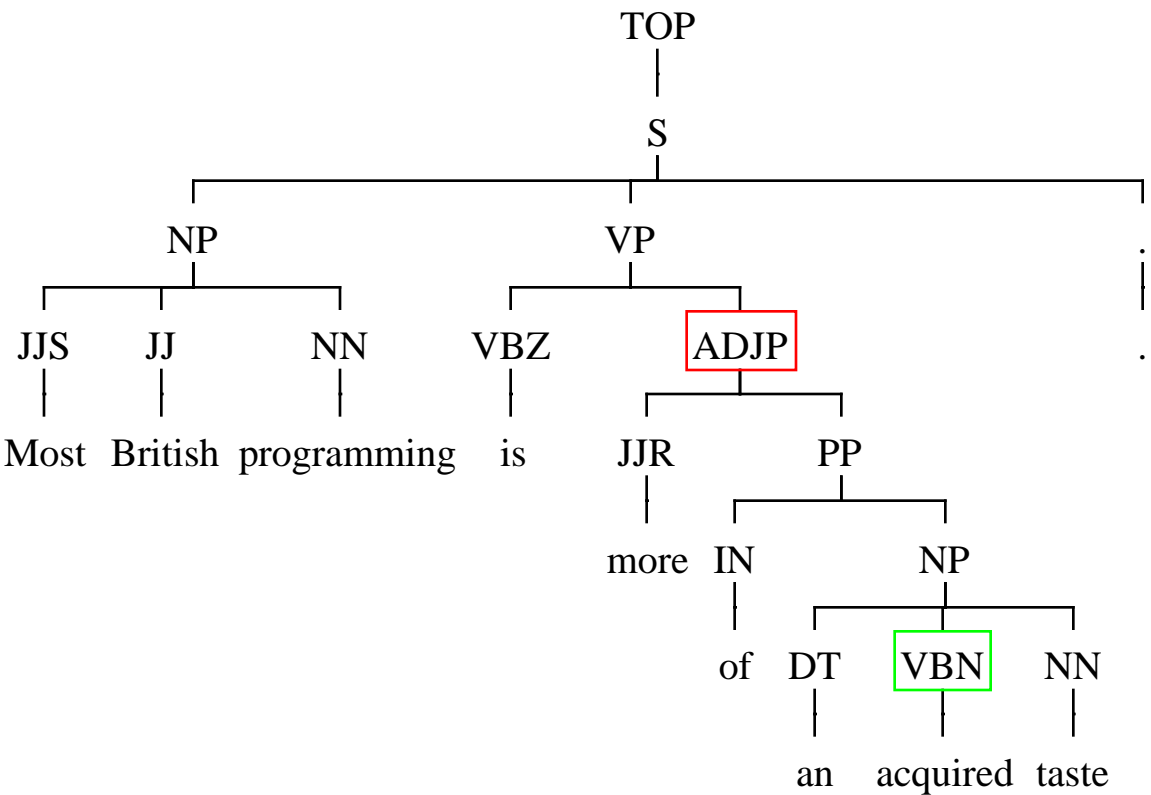 TOP
S
NP VP .
JJS JJ NN VBZ ADJP .
Most British programming is JJR PP
more IN NP
of DT VBN NN
an acquired taste